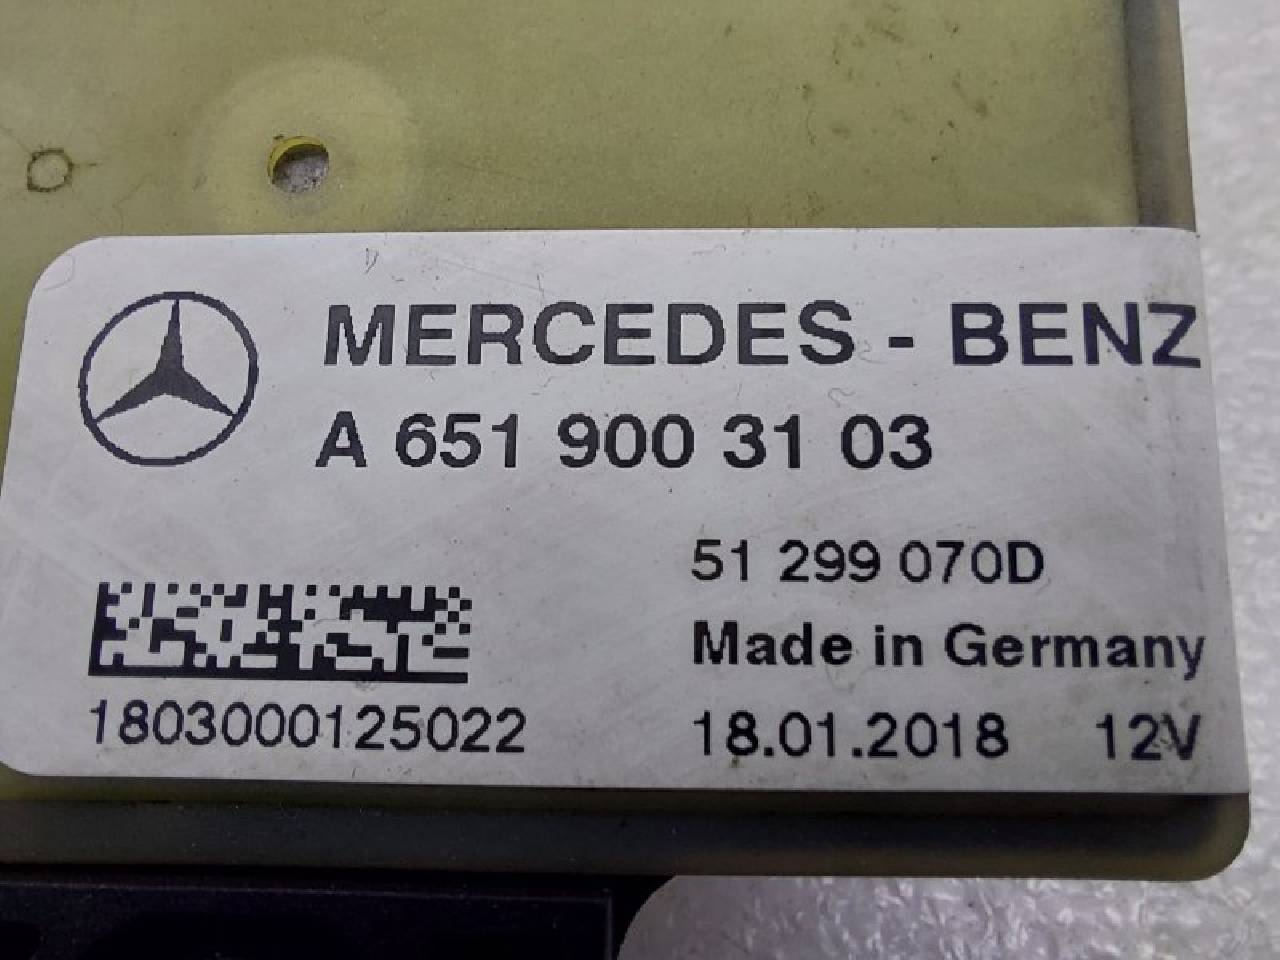 MERCEDES - BENZ
A 651 900 31 03
51 299 070D
Made in Germany
1803000125022
18.01.2018 12V